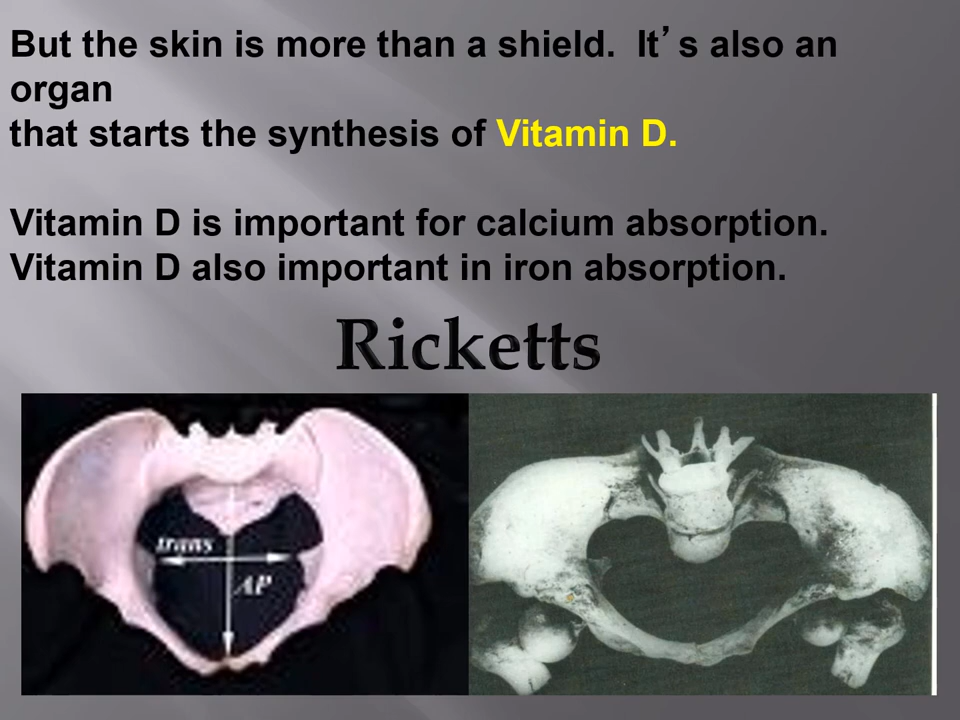 But the skin is more than a shield.  It’s also an
organ
that starts the synthesis of Vitamin D.
Vitamin D is important for calcium absorption.
Vitamin D also important in iron absorption.
Ricketts
trans
AP